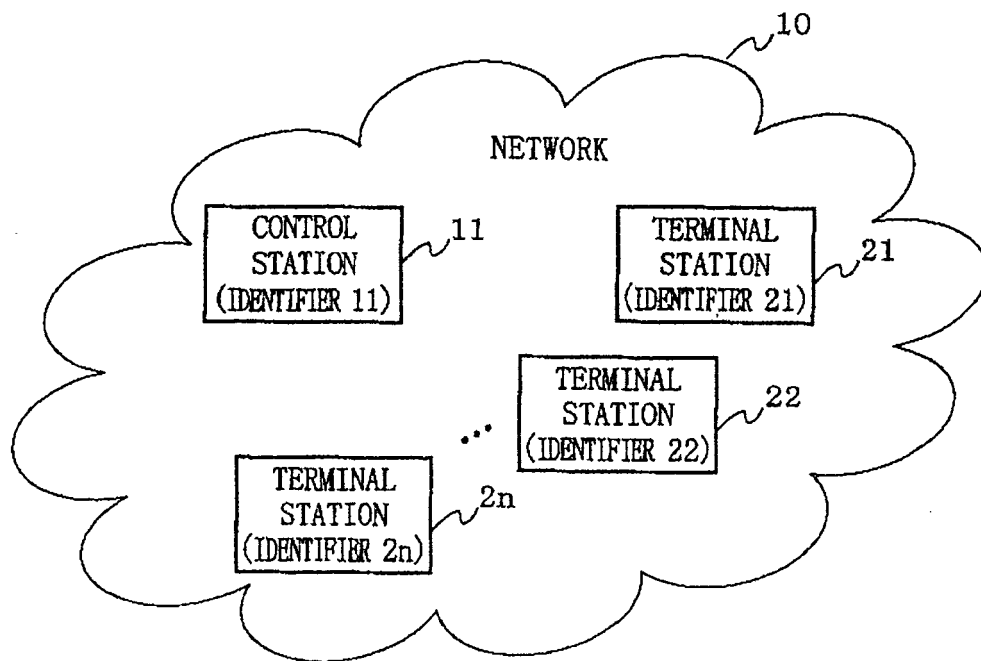 10
NETWORK
CONTROL
STATION
(IDENTIFIER 11)
11
TERMINAL
STATION
(IDENTIFIER 21)
21
TERMINAL
STATION
(IDENTIFIER 22)
22
...
TERMINAL
STATION
(IDENTIFIER 2n)
2n